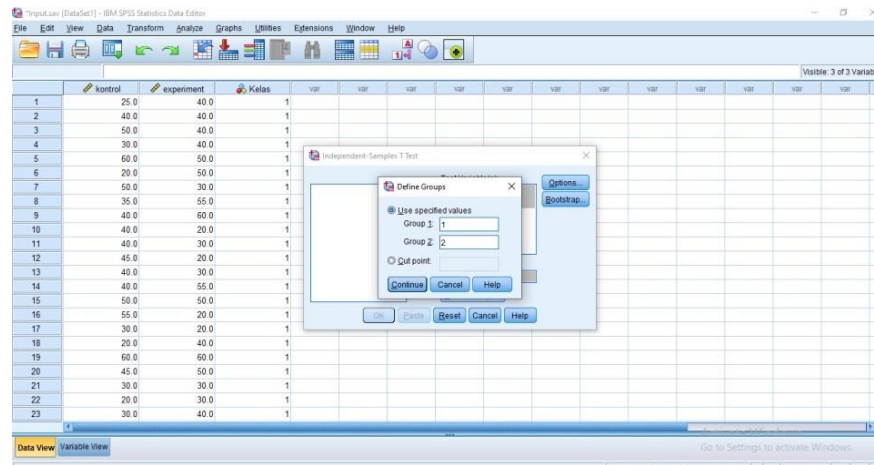 *Input.sav [DataSet1] - IBM SPSS Statistics Data Editor
File Edit View Data Transform Analyze Graphs Utilities Extensions Window Help
Visible: 3 of 3 Variab
kontrol experiment Kelas var var var var var var var var var var
1 25.0 40.0 1
2 40.0 40.0 1
3 50.0 40.0 1
4 30.0 40.0 1
5 60.0 50.0 1
6 20.0 50.0 1
7 50.0 30.0 1
8 35.0 55.0 1
9 40.0 60.0 1
10 40.0 20.0 1
11 40.0 30.0 1
12 45.0 20.0 1
13 40.0 30.0 1
14 40.0 55.0 1
15 50.0 50.0 1
16 55.0 20.0 1
17 30.0 20.0 1
18 20.0 40.0 1
19 60.0 60.0 1
20 45.0 50.0 1
21 30.0 30.0 1
22 20.0 30.0 1
23 30.0 40.0 1
Independent-Samples T Test
Options...
Bootstrap...
Define Groups
Use specified values
Group 1: 1
Group 2: 2
Cut point:
Continue Cancel Help
OK Paste Reset Cancel Help
Data View Variable View
Go to Settings to activate Windows.